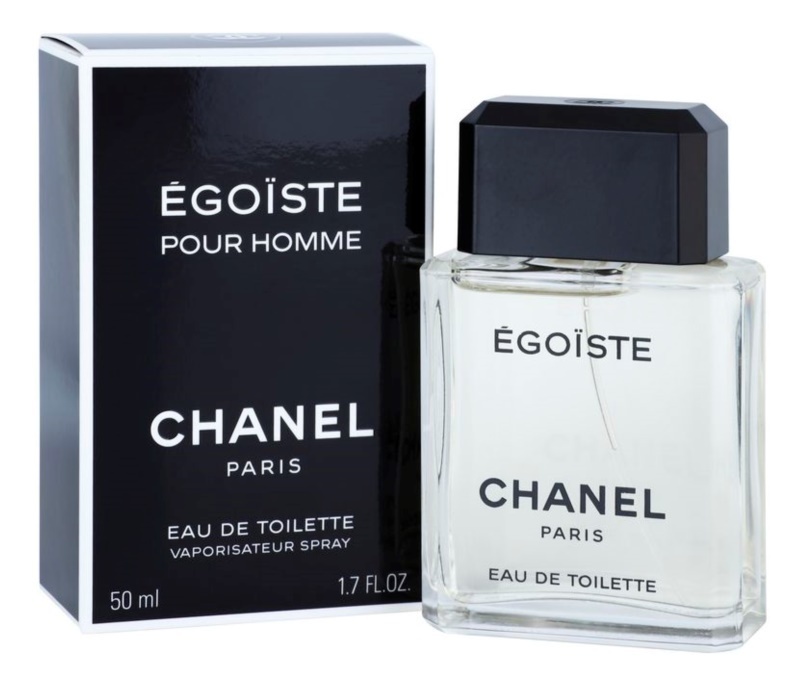 ÉGOÏSTE
POUR HOMME
CHANEL
PARIS
EAU DE TOILETTE
VAPORISATEUR SPRAY
50 ml 1.7 FL.OZ.
ÉGOÏSTE
CHANEL
PARIS
EAU DE TOILETTE